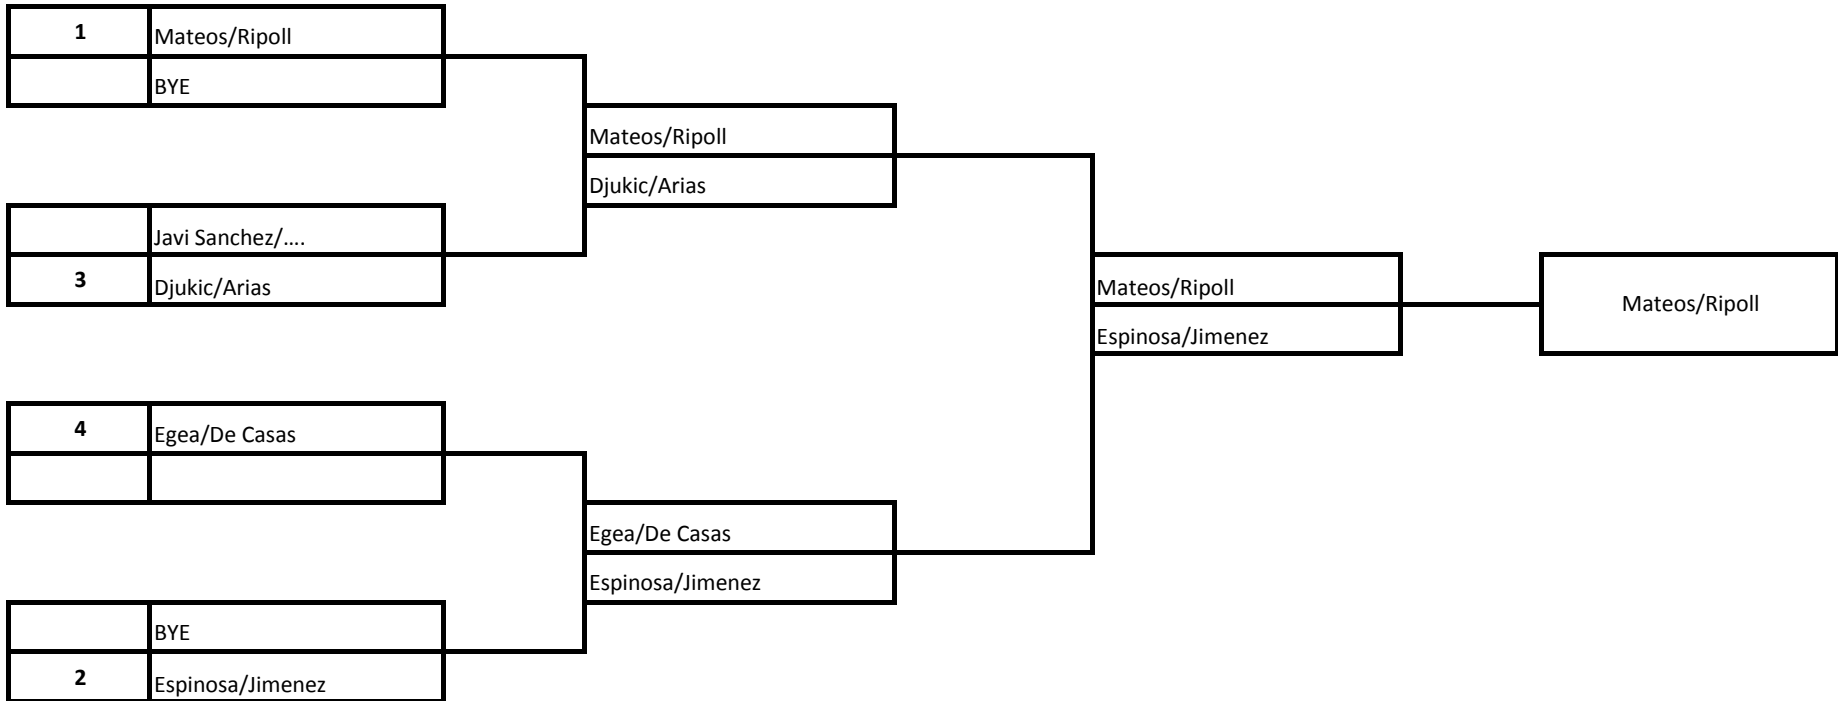 1 Mateos/Ripoll
BYE
Javi Sanchez/....
3 Djukic/Arias
4 Egea/De Casas
BYE
2 Espinosa/Jimenez
Mateos/Ripoll
Djukic/Arias
Egea/De Casas
Espinosa/Jimenez
Mateos/Ripoll
Espinosa/Jimenez
Mateos/Ripoll